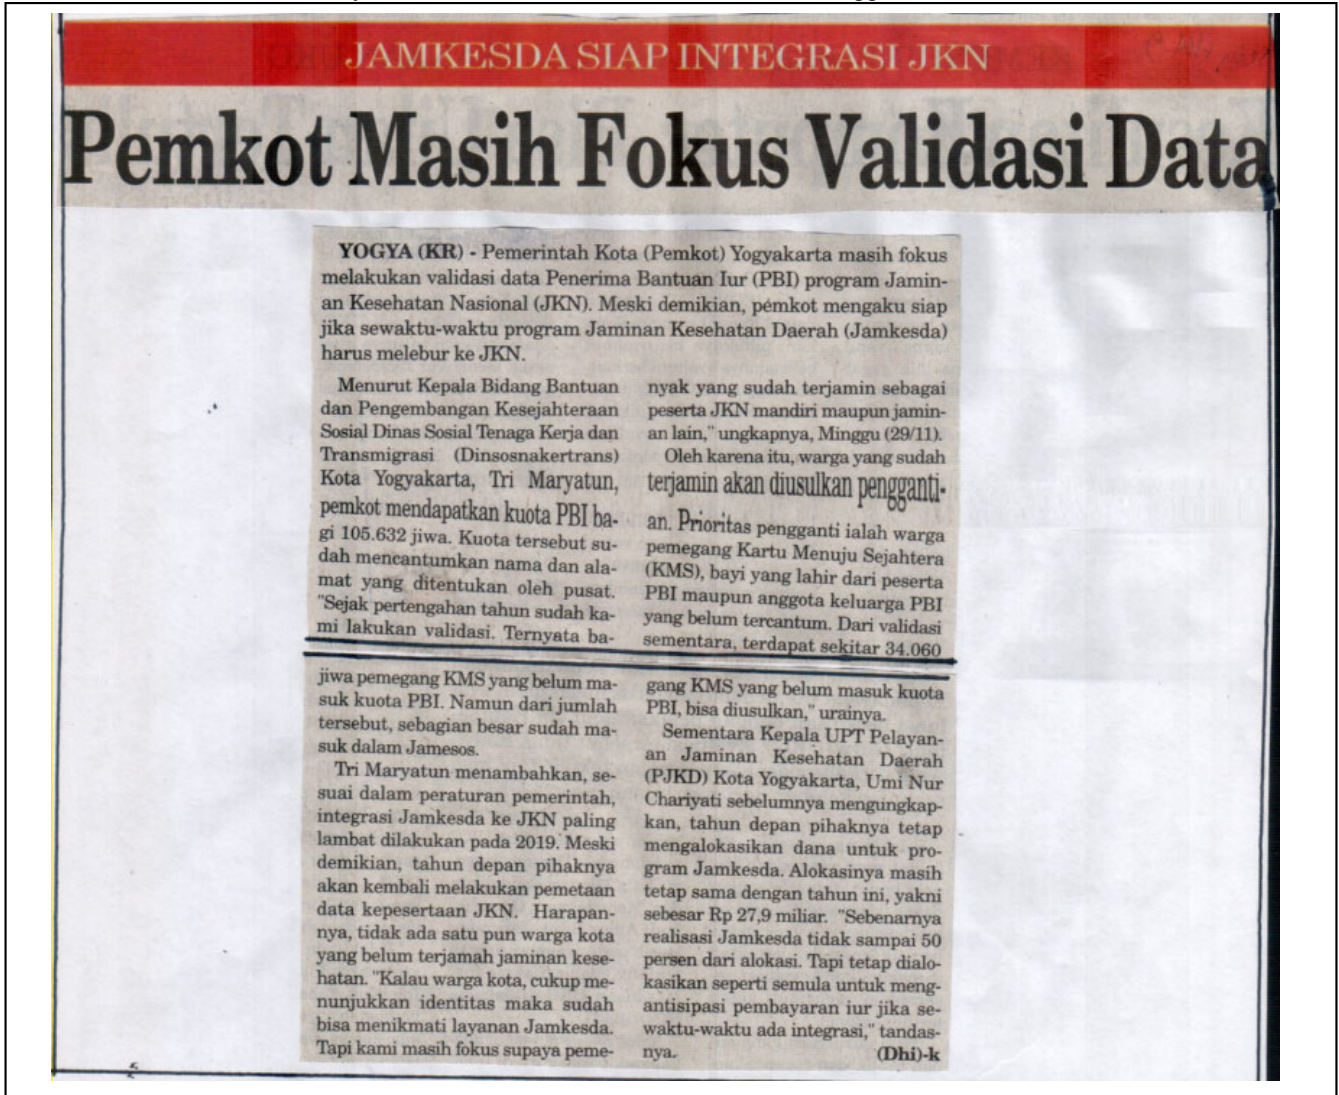 JAMKESDA SIAP INTEGRASI JKN
Pemkot Masih Fokus Validasi Data
YOGYA (KR) - Pemerintah Kota (Pemkot) Yogyakarta masih fokus
melakukan validasi data Penerima Bantuan Iur (PBI) program Jamin-
an Kesehatan Nasional (JKN). Meski demikian, pemkot mengaku siap
jika sewaktu-waktu program Jaminan Kesehatan Daerah (Jamkesda)
harus melebur ke JKN.
Menurut Kepala Bidang Bantuan
dan Pengembangan Kesejahteraan
Sosial Dinas Sosial Tenaga Kerja dan
Transmigrasi (Dinsosnakertrans)
Kota Yogyakarta, Tri Maryatun,
pemkot mendapatkan kuota PBI ba-
gi 105.632 jiwa. Kuota tersebut su-
dah mencantumkan nama dan ala-
mat yang ditentukan oleh pusat.
"Sejak pertengahan tahun sudah ka-
mi lakukan validasi. Ternyata ba-
nyak yang sudah terjamin sebagai
peserta JKN mandiri maupun jamin-
an lain," ungkapnya, Minggu (29/11).
Oleh karena itu, warga yang sudah
terjamin akan diusulkan pengganti-
an. Prioritas pengganti ialah warga
pemegang Kartu Menuju Sejahtera
(KMS), bayi yang lahir dari peserta
PBI maupun anggota keluarga PBI
yang belum tercantum. Dari validasi
sementara, terdapat sekitar 34.060
jiwa pemegang KMS yang belum ma-
suk kuota PBI. Namun dari jumlah
tersebut, sebagian besar sudah ma-
suk dalam Jamesos.
Tri Maryatun menambahkan, se-
suai dalam peraturan pemerintah,
integrasi Jamkesda ke JKN paling
lambat dilakukan pada 2019. Meski
demikian, tahun depan pihaknya
akan kembali melakukan pemetaan
data kepesertaan JKN. Harapan-
nya, tidak ada satu pun warga kota
yang belum terjamah jaminan kese-
hatan. "Kalau warga kota, cukup me-
nunjukkan identitas maka sudah
bisa menikmati layanan Jamkesda.
Tapi kami masih fokus supaya peme-
gang KMS yang belum masuk kuota
PBI, bisa diusulkan," urainya.
Sementara Kepala UPT Pelayan-
an Jaminan Kesehatan Daerah
(PJKD) Kota Yogyakarta, Umi Nur
Chariyati sebelumnya mengungkap-
kan, tahun depan pihaknya tetap
mengalokasikan dana untuk pro-
gram Jamkesda. Alokasinya masih
tetap sama dengan tahun ini, yakni
sebesar Rp 27,9 miliar. "Sebenarnya
realisasi Jamkesda tidak sampai 50
persen dari alokasi. Tapi tetap dialo-
kasikan seperti semula untuk meng-
antisipasi pembayaran iur jika se-
waktu-waktu ada integrasi," tandas-
nya. (Dhi)-k